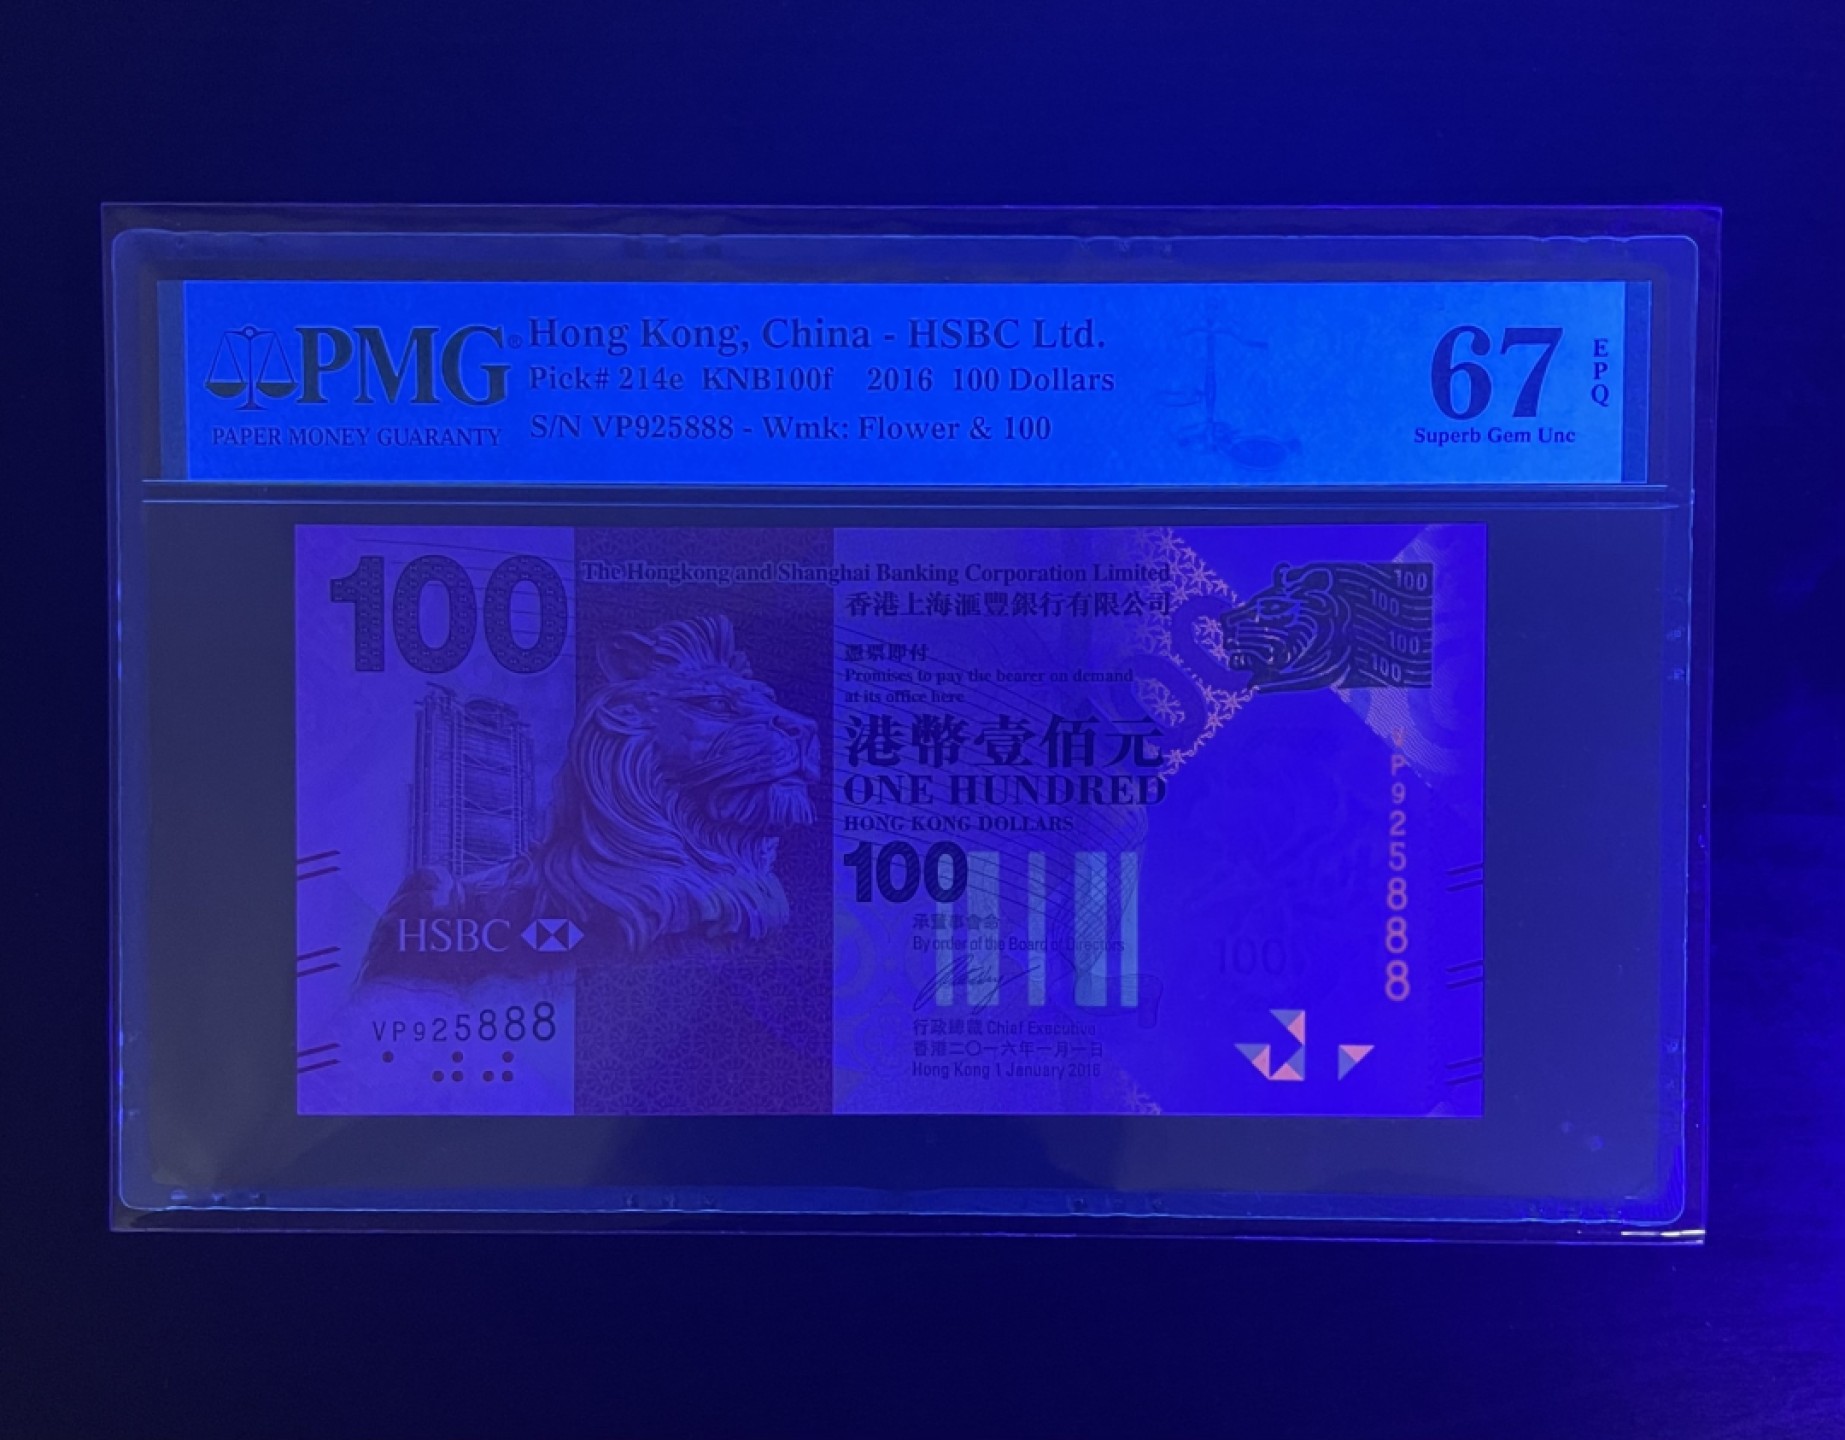 PMG®
PAPER MONEY GUARANTY
Hong Kong, China - HSBC Ltd.
Pick# 214e KNB100f 2016 100 Dollars
S/N VP925888 - Wmk: Flower & 100
67
EPQ
Superb Gem Unc
100
The Hongkong and Shanghai Banking Corporation Limited
香港上海滙豐銀行有限公司
憑票即付
Promises to pay the bearer on demand
at its office here
港幣壹佰元
ONE HUNDRED
HONG KONG DOLLARS
100
承董事會命
By order of the Board of Directors
行政總裁 Chief Executive
香港二〇一六年一月一日
Hong Kong 1 January 2016
HSBC
VP925888
100
100
100
100
VP925888
100